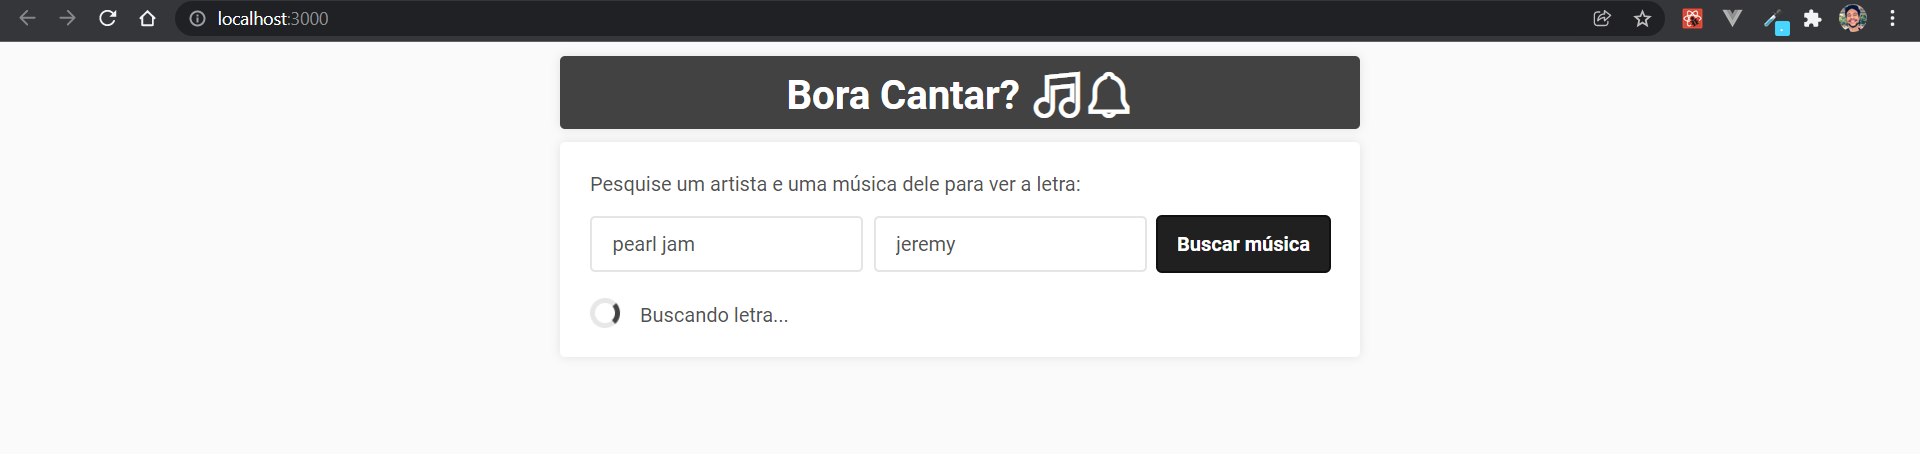 localhost:3000
Bora Cantar?
Pesquise um artista e uma música dele para ver a letra:
pearl jam
jeremy
Buscar música
Buscando letra...